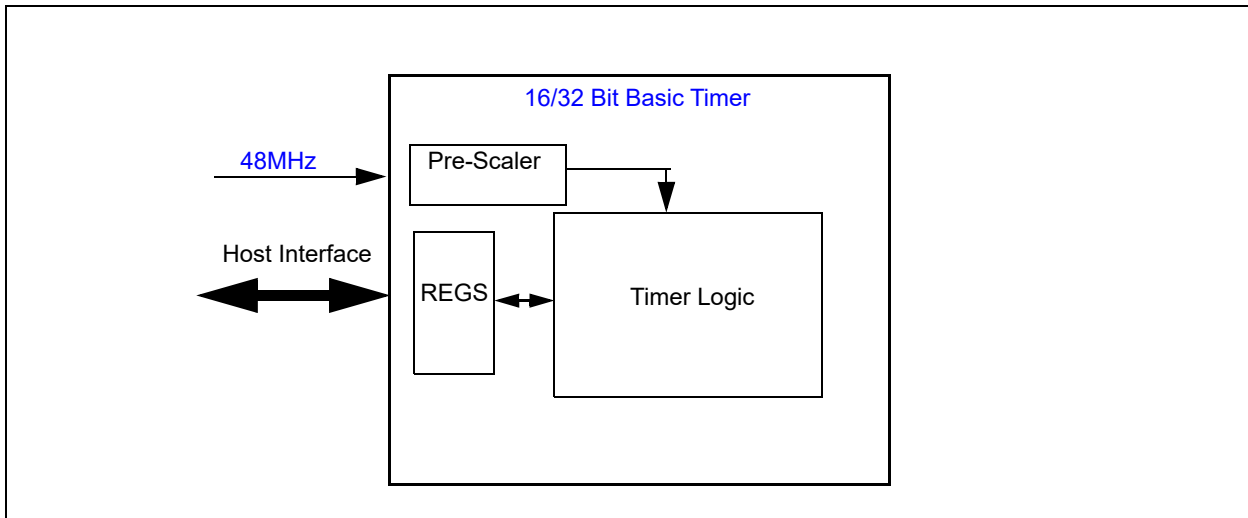 16/32 Bit Basic Timer
48MHz
Pre-Scaler
Host Interface
REGS
Timer Logic